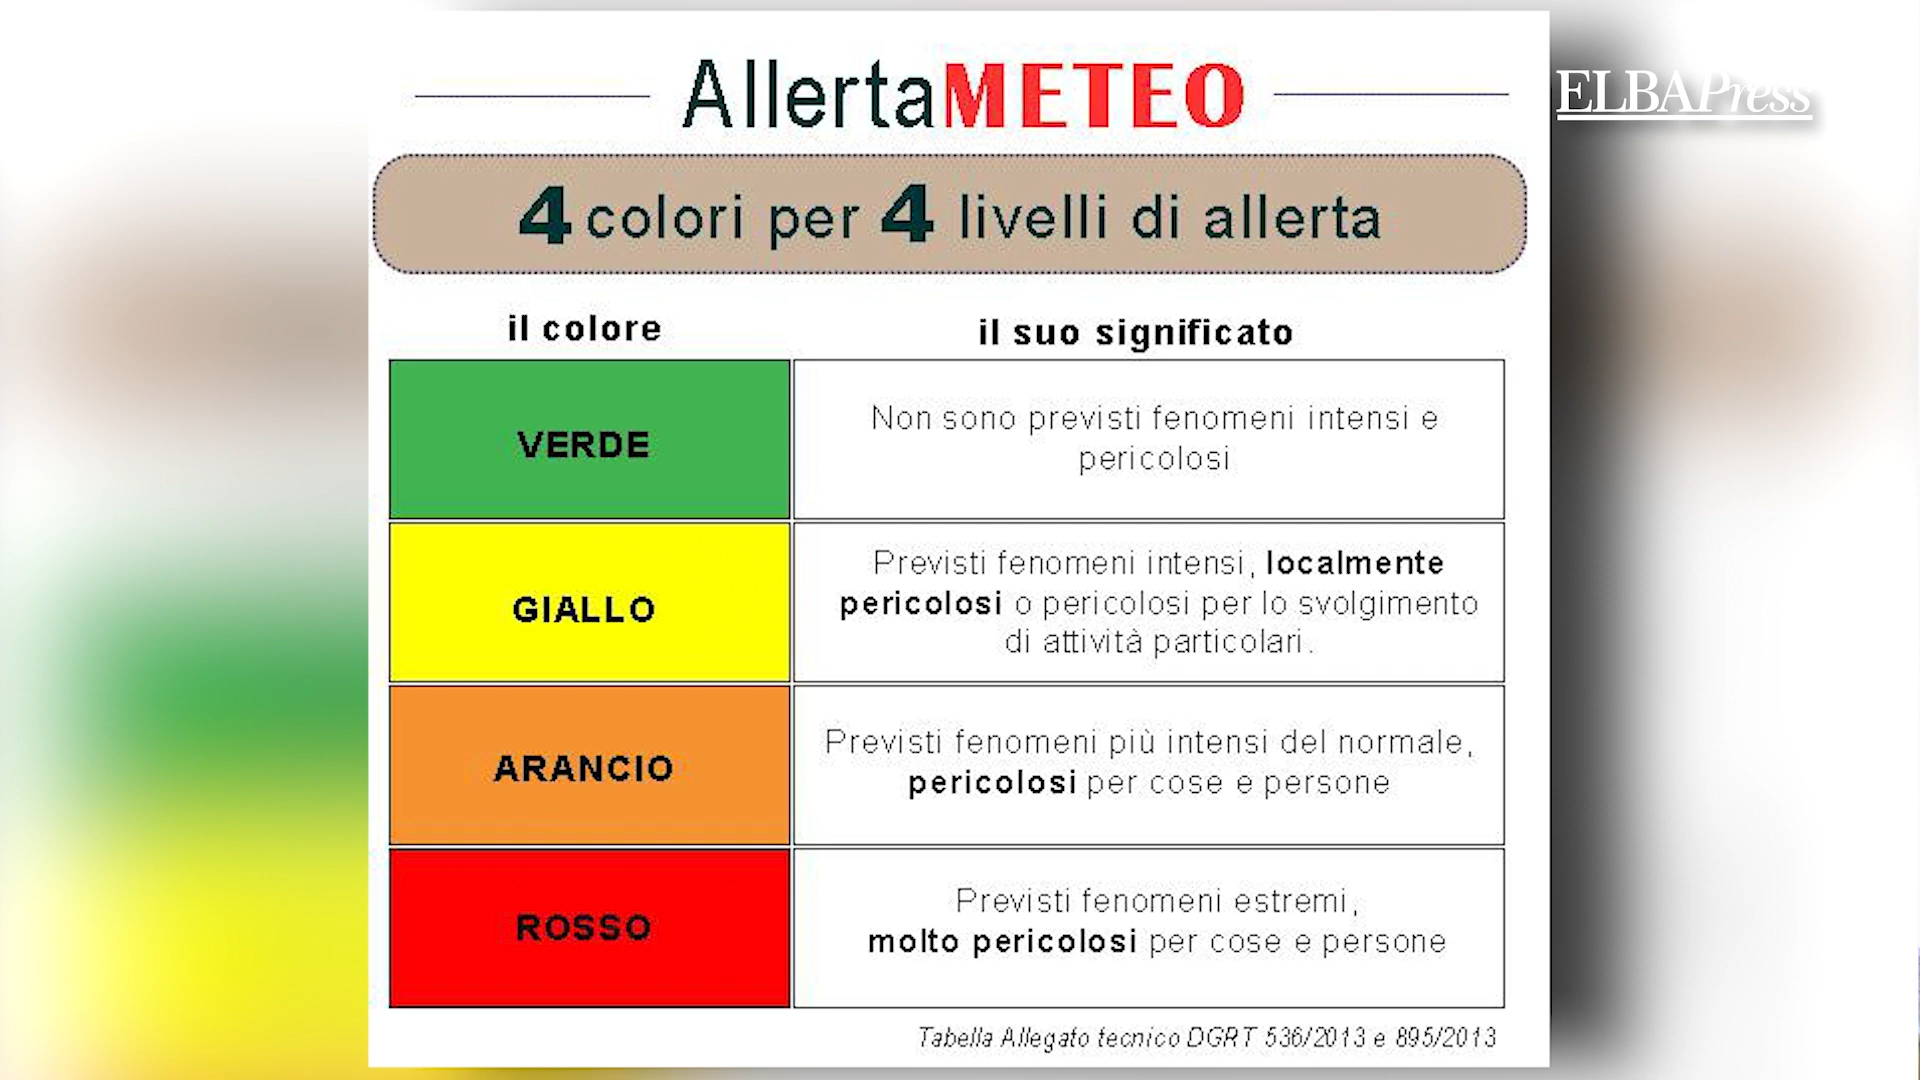 AllertaMETEO
ELBAPress
4 colori per 4 livelli di allerta
il colore
il suo significato
VERDE
Non sono previsti fenomeni intensi e
pericolosi
GIALLO
Previsti fenomeni intensi, localmente
pericolosi o pericolosi per lo svolgimento
di attività particolari.
ARANCIO
Previsti fenomeni più intensi del normale,
pericolosi per cose e persone
ROSSO
Previsti fenomeni estremi,
molto pericolosi per cose e persone
Tabella Allegato tecnico DGRT 536/2013 e 895/2013